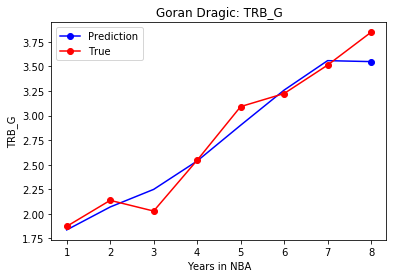 Goran Dragic: TRB_G
Prediction
True
3.75
3.50
3.25
3.00
2.75
2.50
2.25
2.00
1.75
TRB_G
1 2 3 4 5 6 7 8
Years in NBA